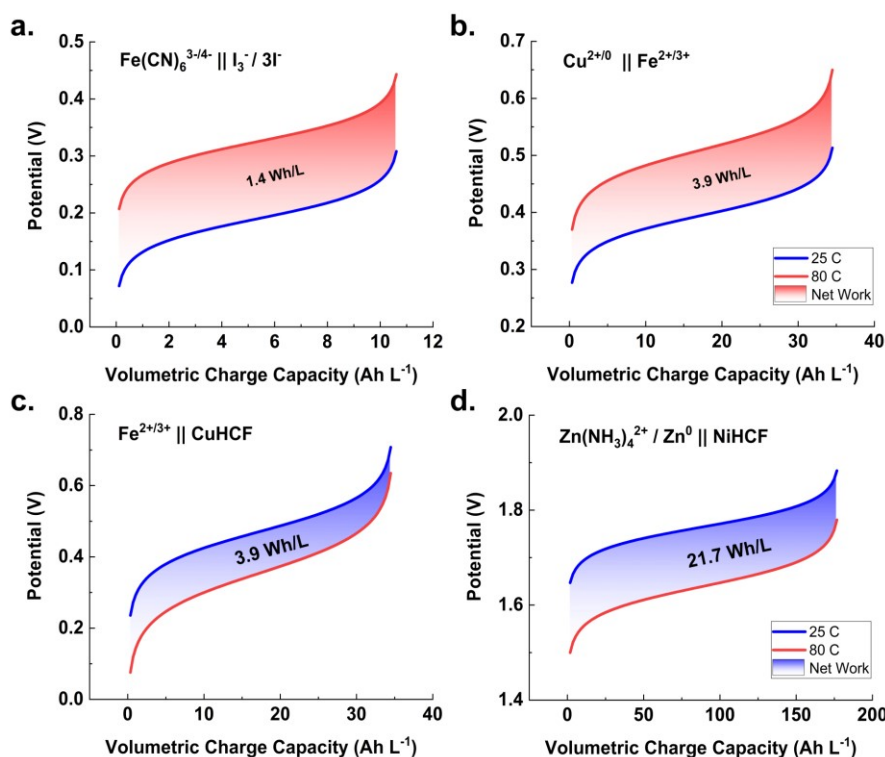 a.
Fe(CN)₆³⁻/⁴⁻ || I₃⁻ / 3I⁻
Potential (V)
0.5
0.4
0.3
0.2
0.1
0.0
1.4 Wh/L
0 2 4 6 8 10 12
Volumetric Charge Capacity (Ah L⁻¹)
b.
Cu²⁺/⁰ || Fe²⁺/³⁺
Potential (V)
0.7
0.6
0.5
0.4
0.3
0.2
3.9 Wh/L
25 C
80 C
Net Work
0 10 20 30 40
Volumetric Charge Capacity (Ah L⁻¹)
c.
Fe²⁺/³⁺ || CuHCF
Potential (V)
0.8
0.6
0.4
0.2
0.0
3.9 Wh/L
0 10 20 30 40
Volumetric Charge Capacity (Ah L⁻¹)
d.
Zn(NH₃)₄²⁺ / Zn⁰ || NiHCF
Potential (V)
2.0
1.8
1.6
1.4
21.7 Wh/L
25 C
80 C
Net Work
0 50 100 150 200
Volumetric Charge Capacity (Ah L⁻¹)